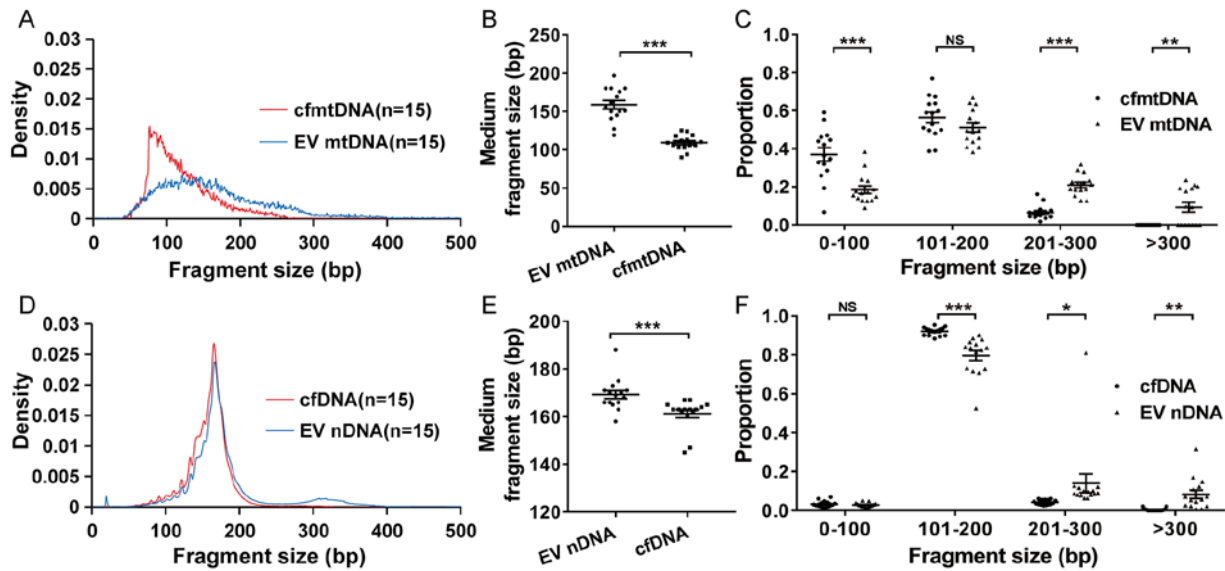 A
0.03
0.025
0.02
0.015
0.01
0.005
0
Density
cfmtDNA(n=15)
EV mtDNA(n=15)
0 100 200 300 400 500
Fragment size (bp)
B
250
200
150
100
50
0
Medium
fragment size (bp)
***
EV mtDNA cfmtDNA
C
1.0
0.8
0.6
0.4
0.2
0.0
Proportion
*** NS *** **
cfmtDNA
EV mtDNA
0-100 101-200 201-300 >300
Fragment size (bp)
D
0.03
0.025
0.02
0.015
0.01
0.005
0
Density
cfDNA(n=15)
EV nDNA(n=15)
0 100 200 300 400 500
Fragment size (bp)
E
200
180
160
140
120
Medium
fragment size (bp)
***
EV nDNA cfDNA
F
1.0
0.8
0.6
0.4
0.2
0.0
Proportion
NS *** * **
cfDNA
EV nDNA
0-100 101-200 201-300 >300
Fragment size (bp)